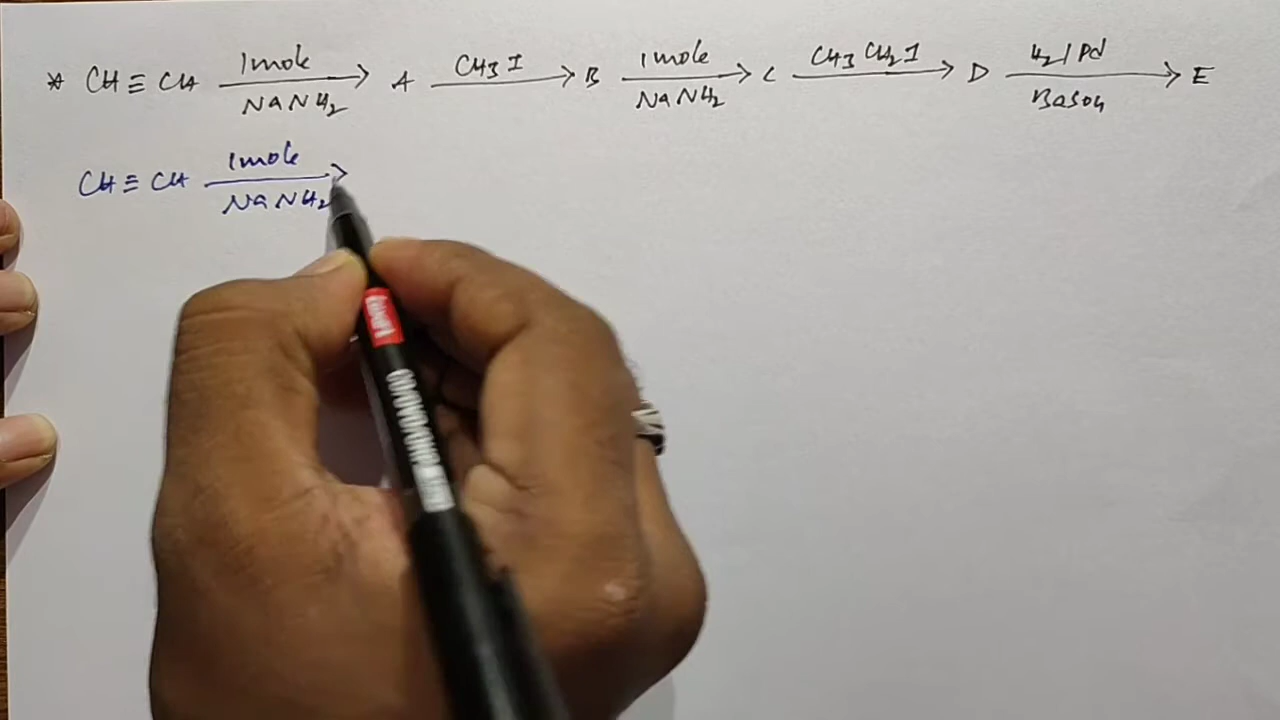 * CH≡CH 1mole NaNH2 → A CH3I → B 1mole NaNH2 → C CH3CH2I → D H2/Pd BaSO4 → E
CH≡CH 1mole NaNH2 →